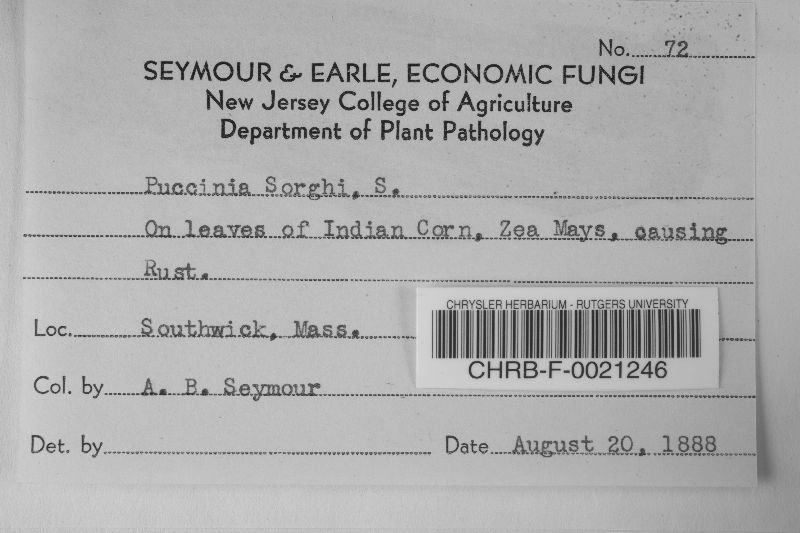 No. 72
SEYMOUR & EARLE, ECONOMIC FUNGI
New Jersey College of Agriculture
Department of Plant Pathology
Puccinia Sorghi, S.
On leaves of Indian Corn, Zea Mays, causing
Rust.
CHRYSLER HERBARIUM - RUTGERS UNIVERSITY
Loc. Southwick, Mass.
CHRB-F-0021246
Col. by A. B. Seymour
Det. by
Date August 20, 1888